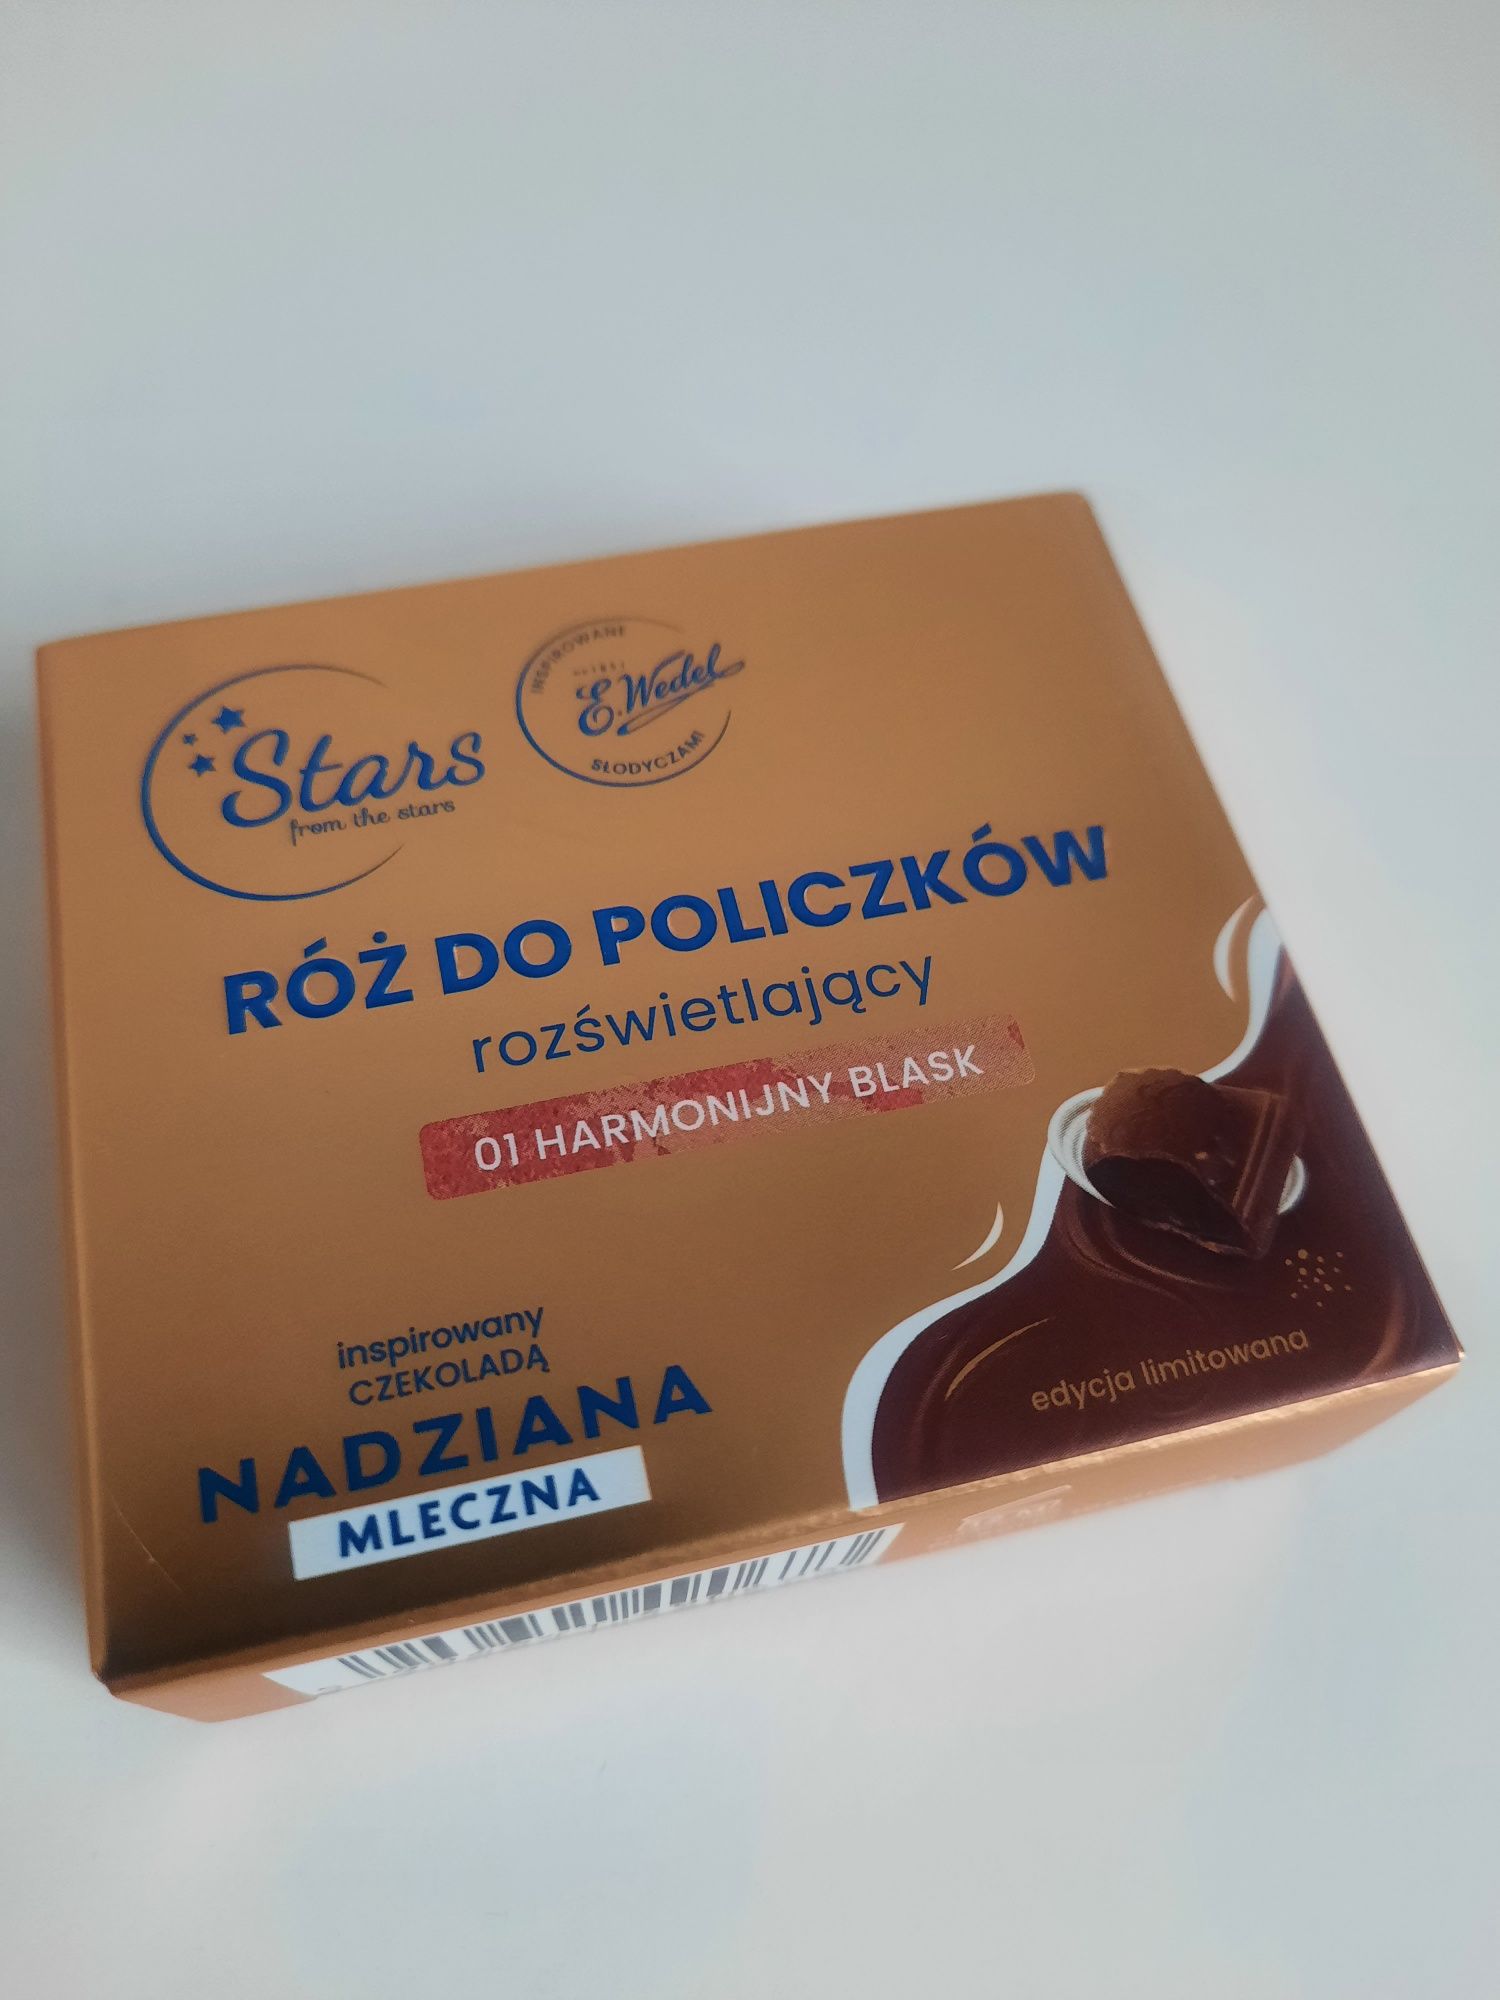 Stars
from the stars
INSPIROWANE
E.Wedel
SŁODYCZAMI
RÓŻ DO POLICZKÓW
rozświetlający
01 HARMONIJNY BLASK
inspirowany
CZEKOLADĄ
NADZIANA
MLECZNA
edycja limitowana